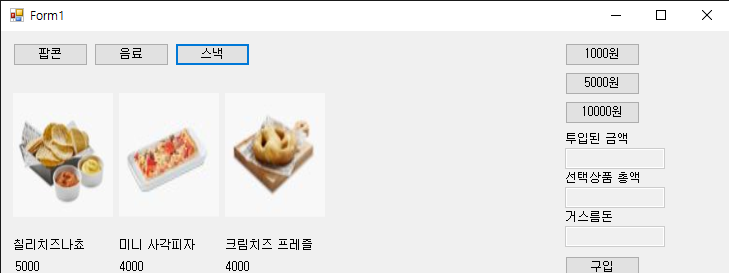 Form1
팝콘 음료 스낵
1000원
5000원
10000원
투입된 금액
선택상품 총액
거스름돈
구입
칠리치즈나쵸 미니 사각피자 크림치즈 프레즐
5000 4000 4000